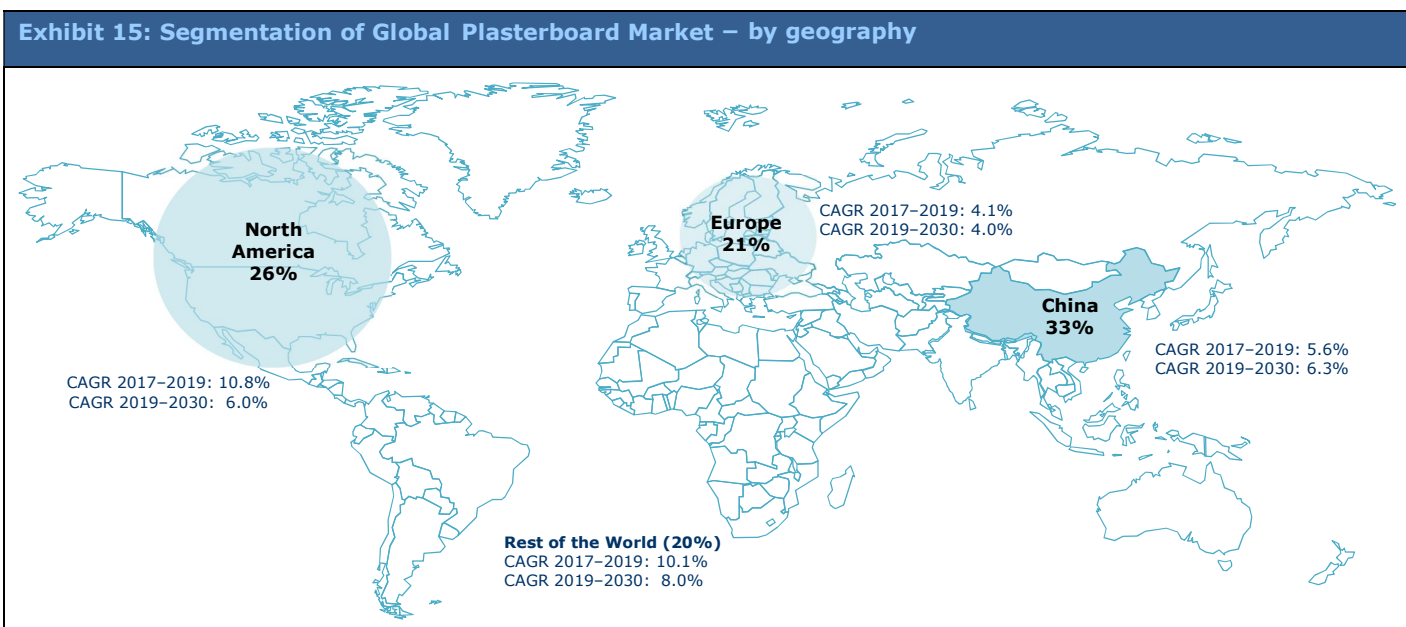 Exhibit 15: Segmentation of Global Plasterboard Market – by geography
North
America
26%
CAGR 2017–2019: 10.8%
CAGR 2019–2030: 6.0%
Europe
21%
CAGR 2017–2019: 4.1%
CAGR 2019–2030: 4.0%
China
33%
CAGR 2017–2019: 5.6%
CAGR 2019–2030: 6.3%
Rest of the World (20%)
CAGR 2017–2019: 10.1%
CAGR 2019–2030: 8.0%